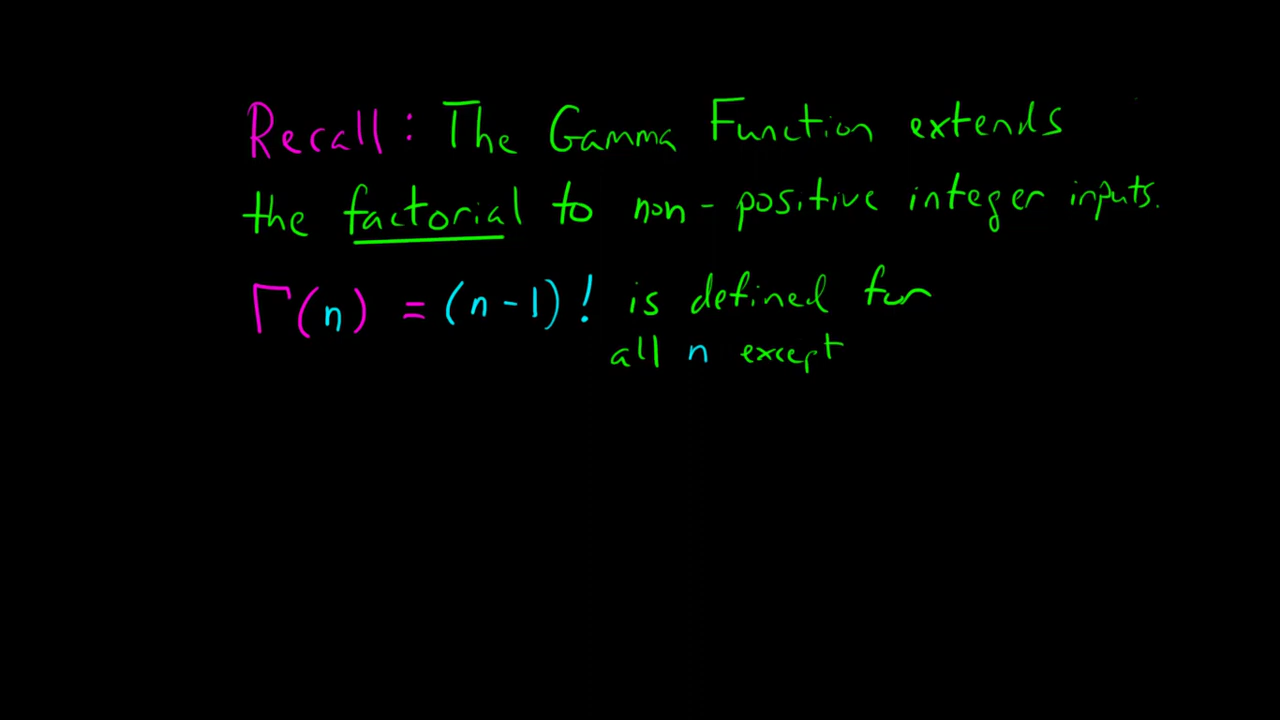 Recall: The Gamma Function extends
the factorial to non-positive integer inputs.
Γ(n) = (n-1)! is defined for
all n except